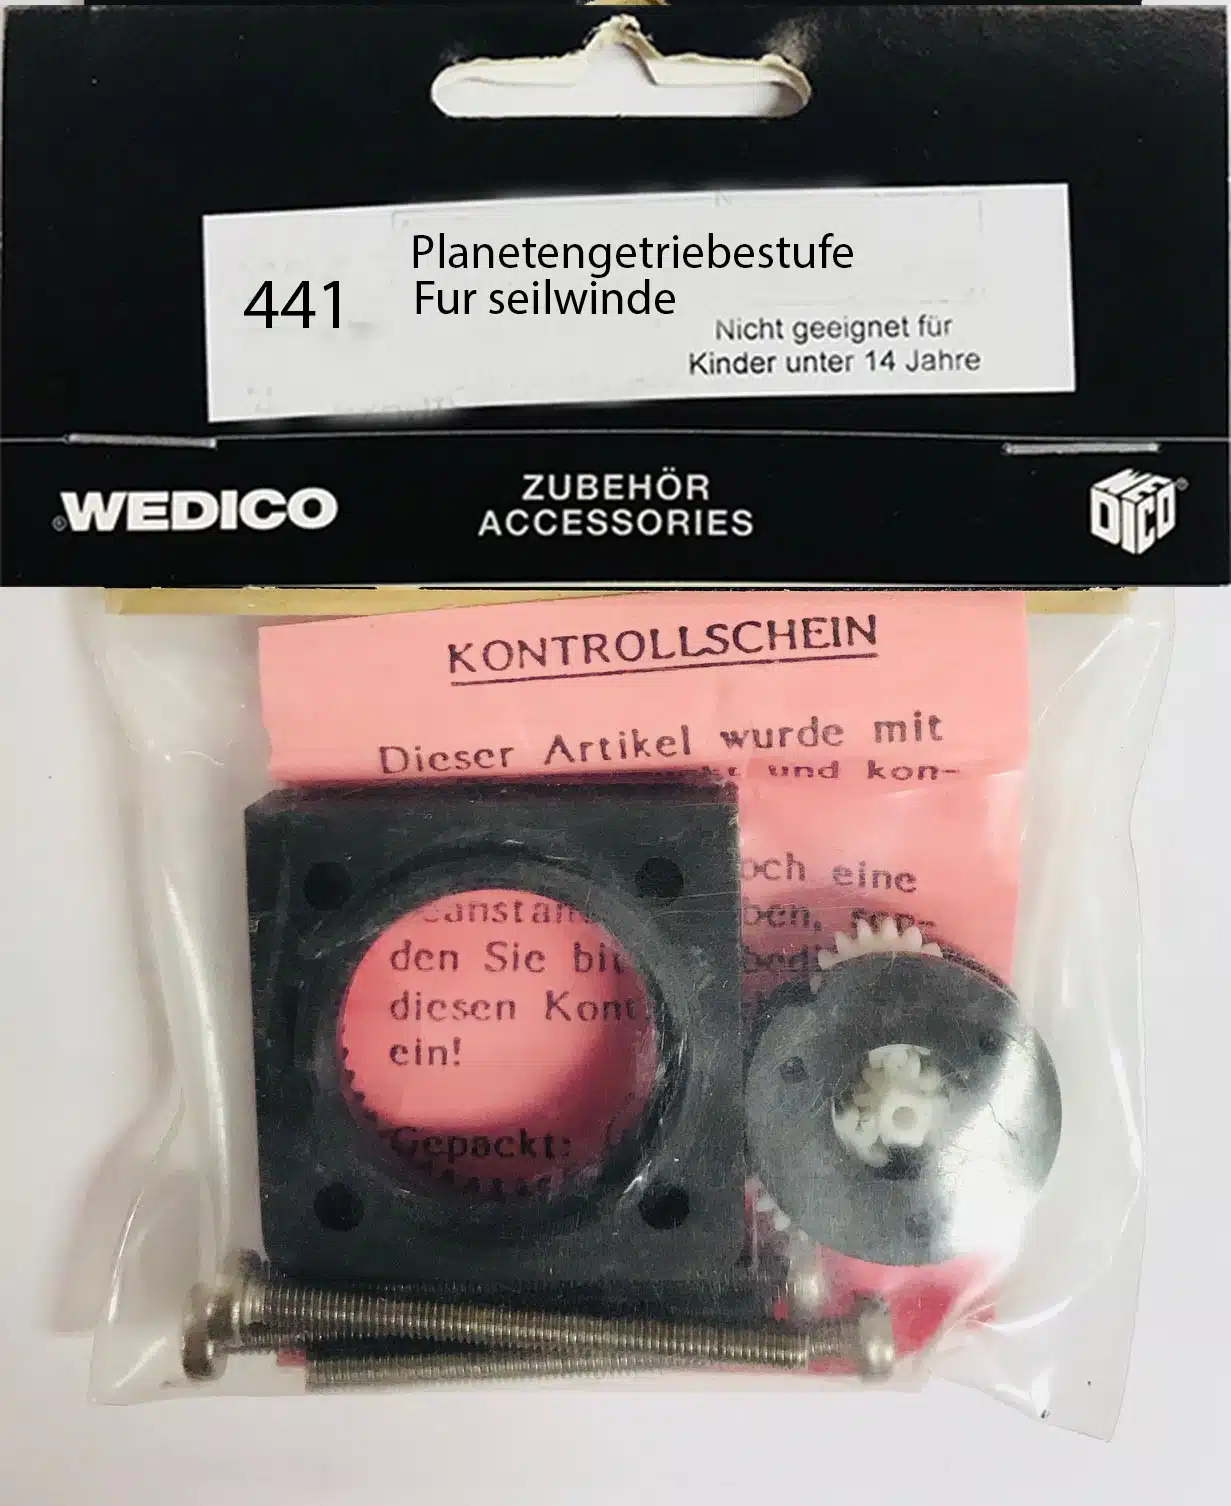 Planetengetriebestufe
441 Fur seilwinde
Nicht geeignet für
Kinder unter 14 Jahre
®WEDICO
ZUBEHÖR
ACCESSORIES
WEDICO®
KONTROLLSCHEIN
Dieser Artikel wurde mit
und kon-
och eine
den Sie
diesen Kont
ein!
Gepackt: